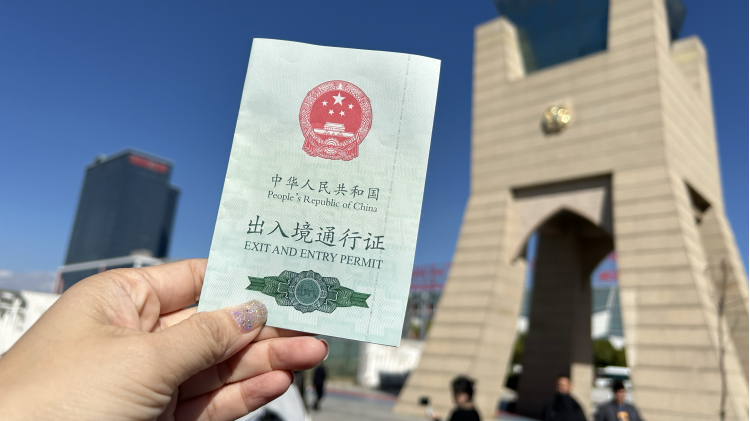 中华人民共和国
People's Republic of China
出入境通行证
EXIT AND ENTRY PERMIT